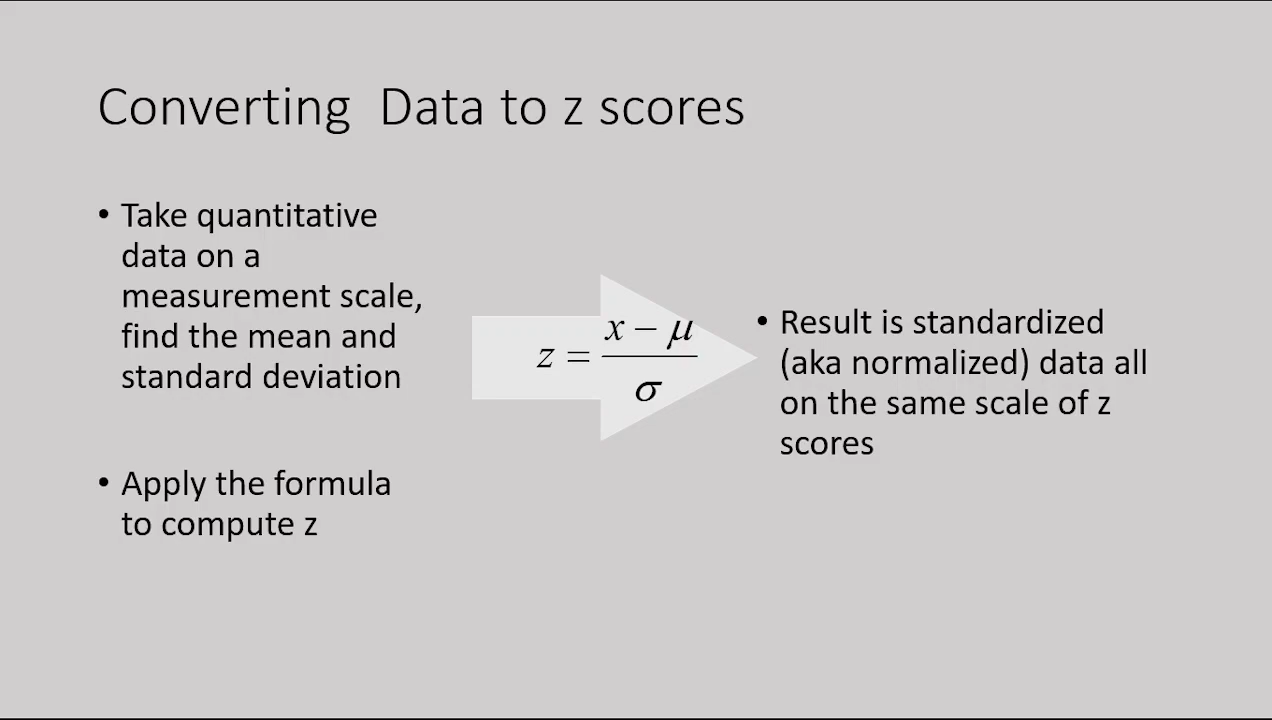 Converting  Data to z scores
• Take quantitative
data on a
measurement scale,
find the mean and
standard deviation
• Apply the formula
to compute z
z = (x − μ) / σ
• Result is standardized
(aka normalized) data all
on the same scale of z
scores